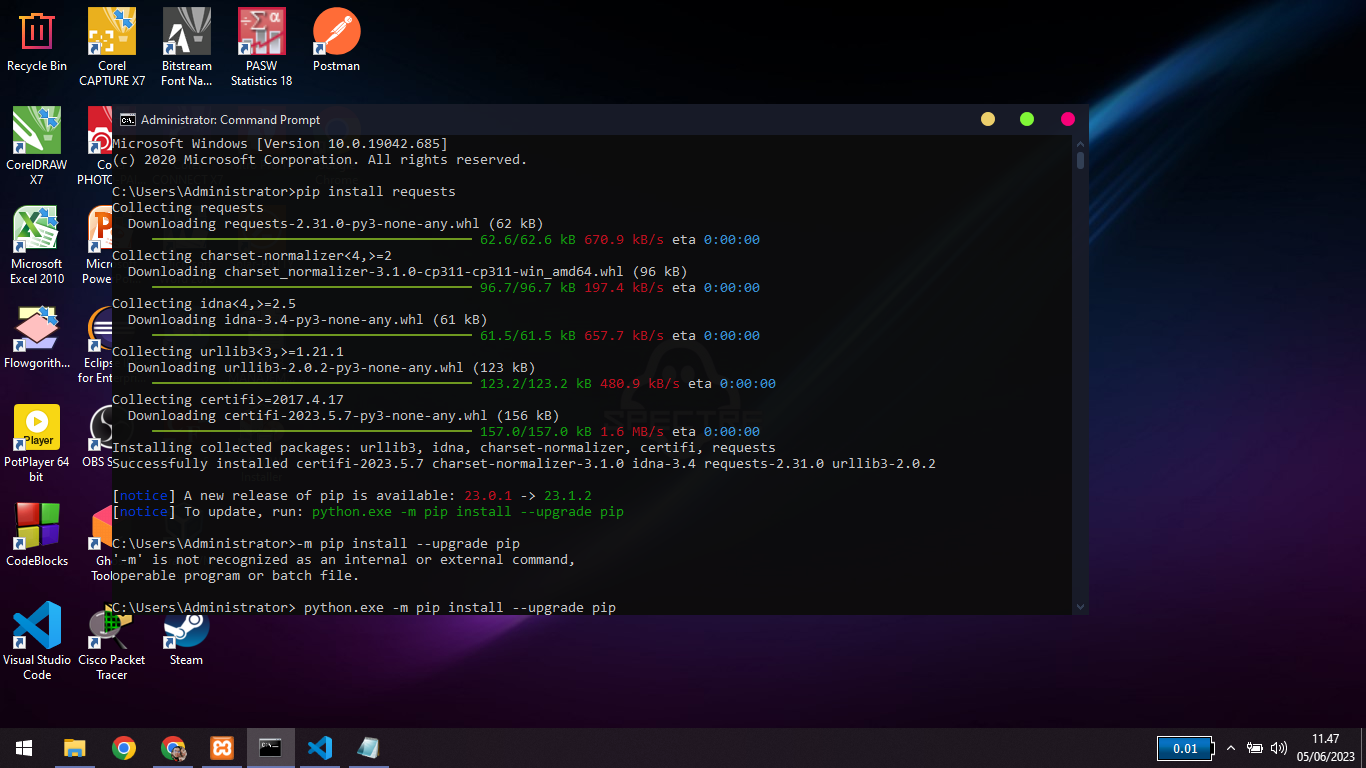 Recycle Bin
Corel
CAPTURE X7
Bitstream
Font Na...
PASW
Statistics 18
Postman
CorelDRAW
X7
Co
PHOTO
Microsoft
Excel 2010
Micr
Powe
Flowgorith...
Eclips
for Enter
PotPlayer 64
bit
Player
OBS S
CodeBlocks
Gh
Tool
Visual Studio
Code
Cisco Packet
Tracer
Steam
Administrator: Command Prompt
Microsoft Windows [Version 10.0.19042.685]
(c) 2020 Microsoft Corporation. All rights reserved.
C:\Users\Administrator>pip install requests
Collecting requests
Downloading requests-2.31.0-py3-none-any.whl (62 kB)
62.6/62.6 kB 670.9 kB/s eta 0:00:00
Collecting charset-normalizer<4,>=2
Downloading charset_normalizer-3.1.0-cp311-cp311-win_amd64.whl (96 kB)
96.7/96.7 kB 197.4 kB/s eta 0:00:00
Collecting idna<4,>=2.5
Downloading idna-3.4-py3-none-any.whl (61 kB)
61.5/61.5 kB 657.7 kB/s eta 0:00:00
Collecting urllib3<3,>=1.21.1
Downloading urllib3-2.0.2-py3-none-any.whl (123 kB)
123.2/123.2 kB 480.9 kB/s eta 0:00:00
Collecting certifi>=2017.4.17
Downloading certifi-2023.5.7-py3-none-any.whl (156 kB)
157.0/157.0 kB 1.6 MB/s eta 0:00:00
Installing collected packages: urllib3, idna, charset-normalizer, certifi, requests
Successfully installed certifi-2023.5.7 charset-normalizer-3.1.0 idna-3.4 requests-2.31.0 urllib3-2.0.2
[notice] A new release of pip is available: 23.0.1 -> 23.1.2
[notice] To update, run: python.exe -m pip install --upgrade pip
C:\Users\Administrator>-m pip install --upgrade pip
'-m' is not recognized as an internal or external command,
operable program or batch file.
C:\Users\Administrator> python.exe -m pip install --upgrade pip
SPECTRE
0.01
11.47
05/06/2023